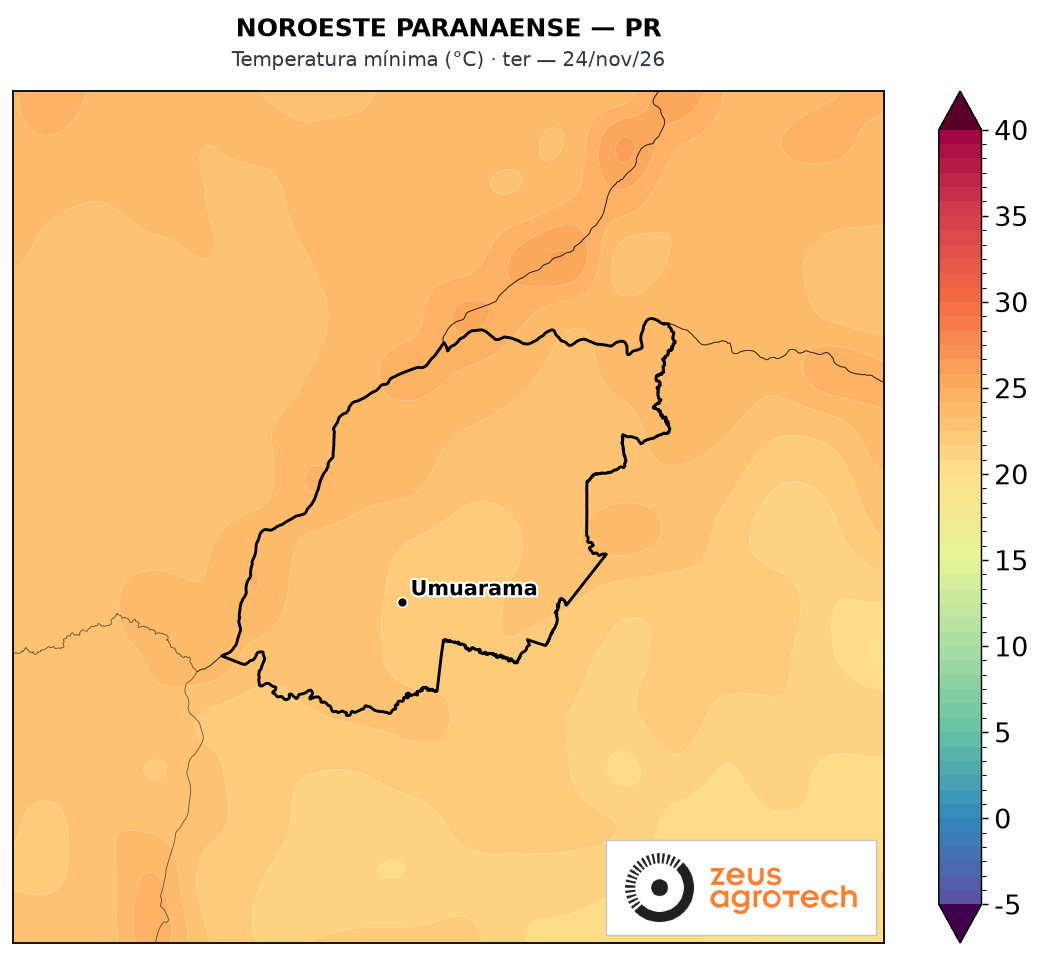 NOROESTE PARANAENSE — PR
Temperatura mínima (°C) · ter — 24/nov/26
40
35
30
25
20
15
10
5
0
-5
Umuarama
zeus
agrotech